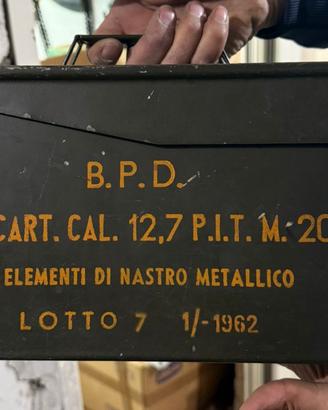 B.P.D.
CART. CAL. 12,7 P.I.T. M. 20
ELEMENTI DI NASTRO METALLICO
LOTTO 7 1/-1962